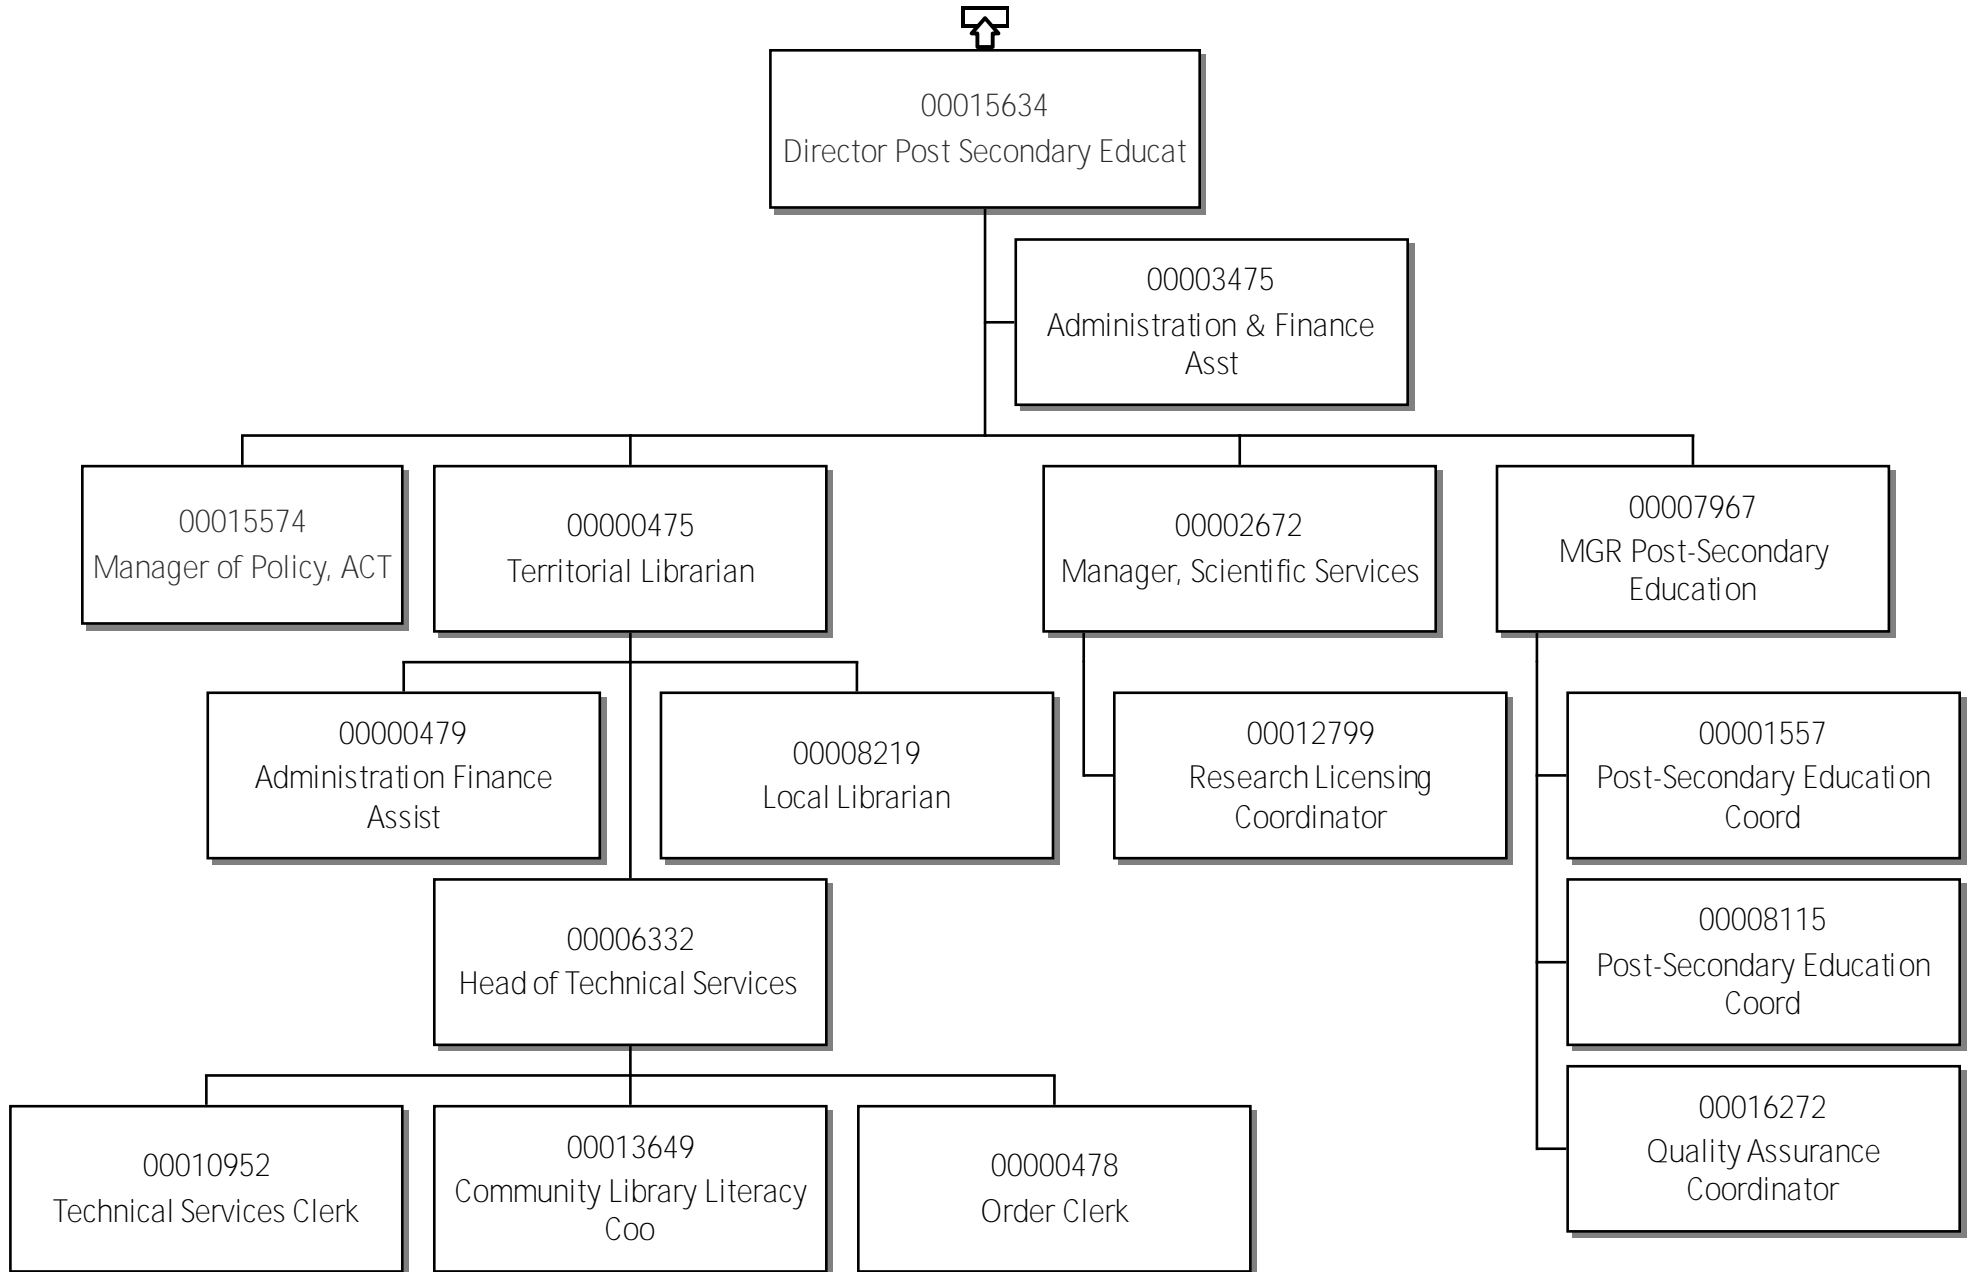 00015634
Director Post Secondary Educat
00003475
Administration & Finance
Asst
00015574
Manager of Policy, ACT
00000475
Territorial Librarian
00002672
Manager, Scientific Services
00007967
MGR Post-Secondary
Education
00000479
Administration Finance
Assist
00008219
Local Librarian
00012799
Research Licensing
Coordinator
00001557
Post-Secondary Education
Coord
00006332
Head of Technical Services
00008115
Post-Secondary Education
Coord
00010952
Technical Services Clerk
00013649
Community Library Literacy
Coo
00000478
Order Clerk
00016272
Quality Assurance
Coordinator